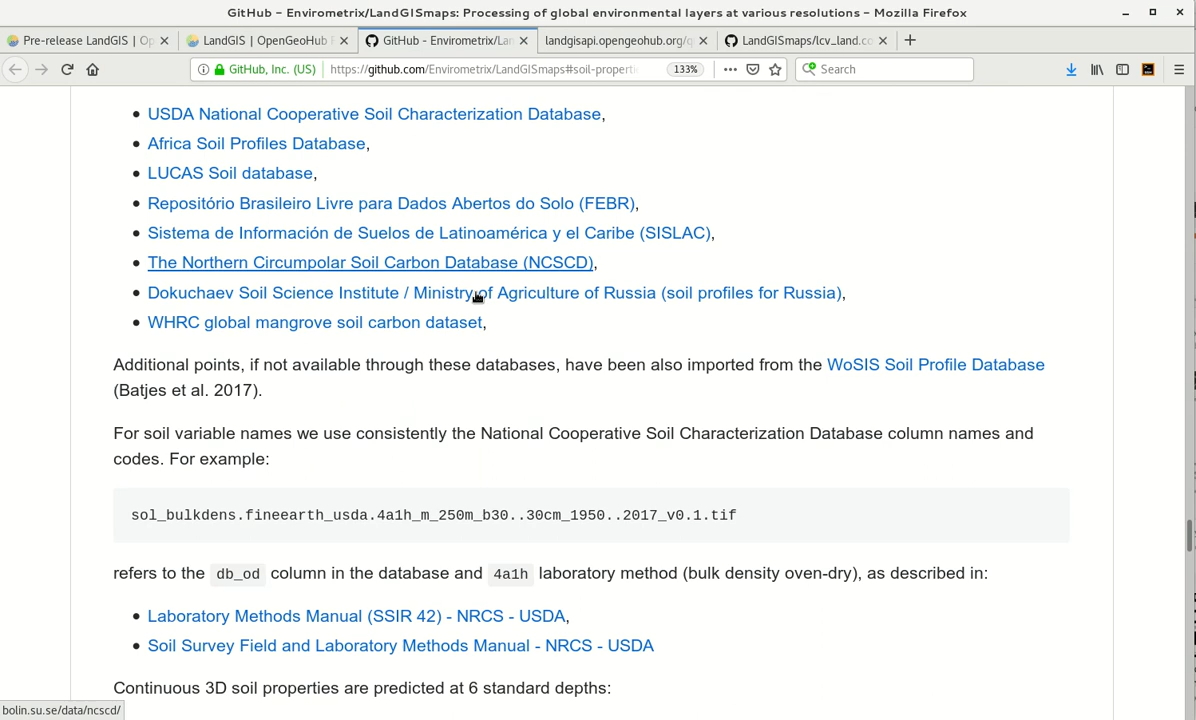 GitHub - Envirometrix/LandGISmaps: Processing of global environmental layers at various resolutions - Mozilla Firefox
Pre-release LandGIS | Op
LandGIS | OpenGeoHub
GitHub - Envirometrix/Lan
landgisapi.opengeohub.org/q
LandGISmaps/lcv_land.co
GitHub, Inc. (US)
https://github.com/Envirometrix/LandGISmaps#soil-properti
133%
Search
USDA National Cooperative Soil Characterization Database,
Africa Soil Profiles Database,
LUCAS Soil database,
Repositório Brasileiro Livre para Dados Abertos do Solo (FEBR),
Sistema de Información de Suelos de Latinoamérica y el Caribe (SISLAC),
The Northern Circumpolar Soil Carbon Database (NCSCD),
Dokuchaev Soil Science Institute / Ministry of Agriculture of Russia (soil profiles for Russia),
WHRC global mangrove soil carbon dataset,
Additional points, if not available through these databases, have been also imported from the WoSIS Soil Profile Database
(Batjes et al. 2017).
For soil variable names we use consistently the National Cooperative Soil Characterization Database column names and
codes. For example:
sol_bulkdens.fineearth_usda.4a1h_m_250m_b30..30cm_1950..2017_v0.1.tif
refers to the db_od column in the database and 4a1h laboratory method (bulk density oven-dry), as described in:
Laboratory Methods Manual (SSIR 42) - NRCS - USDA,
Soil Survey Field and Laboratory Methods Manual - NRCS - USDA
Continuous 3D soil properties are predicted at 6 standard depths:
bolin.su.se/data/ncscd/